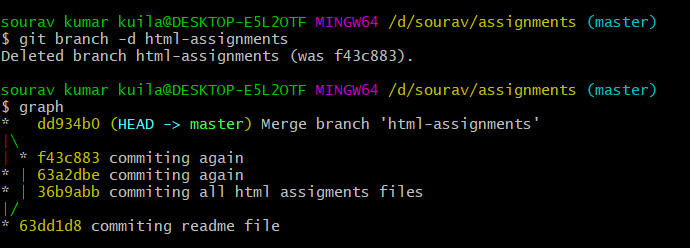 sourav kumar kuila@DESKTOP-E5L2OTF MINGW64 /d/sourav/assignments (master)
$ git branch -d html-assignments
Deleted branch html-assignments (was f43c883).

sourav kumar kuila@DESKTOP-E5L2OTF MINGW64 /d/sourav/assignments (master)
$ graph
*   dd934b0 (HEAD -> master) Merge branch 'html-assignments'
|\
| * f43c883 commiting again
* | 63a2dbe commiting again
* | 36b9abb commiting all html assigments files
|/
* 63dd1d8 commiting readme file